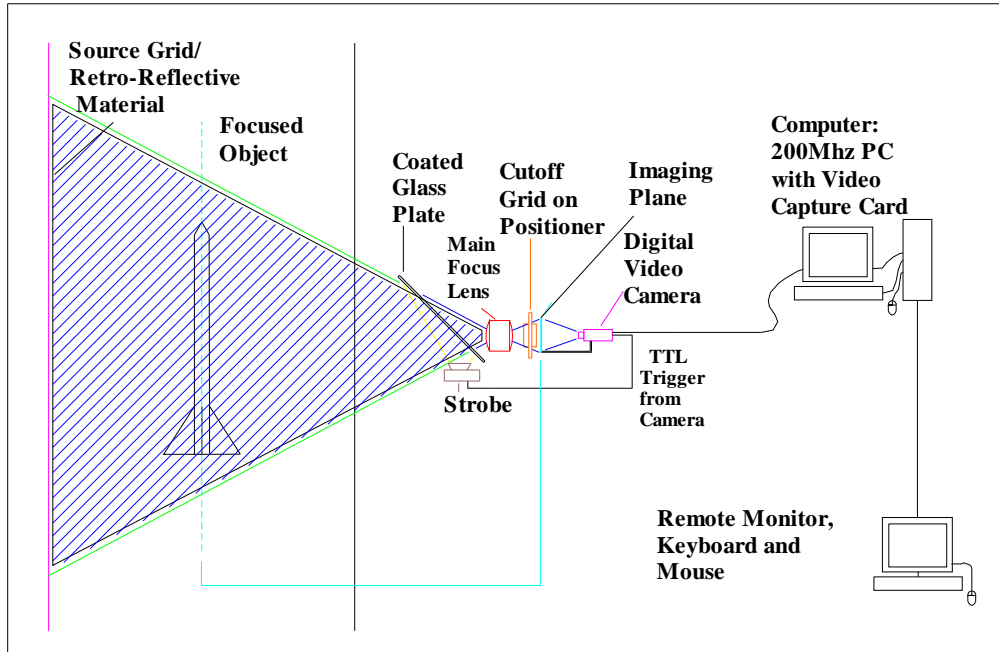 Source Grid/
Retro-Reflective
Material
Focused
Object
Coated
Glass
Plate
Main
Focus
Lens
Cutoff
Grid on
Positioner
Imaging
Plane
Digital
Video
Camera
Computer:
200Mhz PC
with Video
Capture Card
Strobe
TTL
Trigger
from
Camera
Remote Monitor,
Keyboard and
Mouse